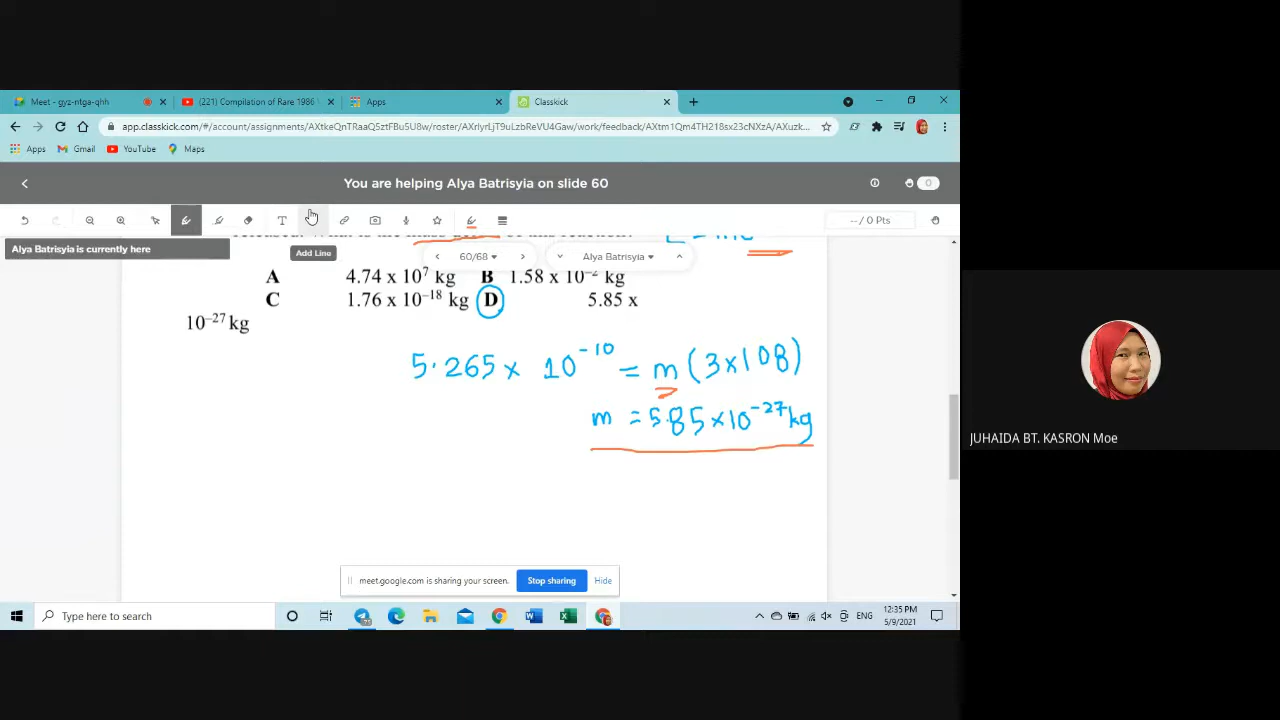 Meet - gyz-ntga-qhh
(221) Compilation of Rare 1986
Apps
Classkick
app.classkick.com/#/account/assignments/AXtkeQnTRaaQ5ztFBu5U8w/roster/AXrlyrLjT9uLzbReVU4Gaw/work/feedback/AXtm1Qm4TH218sx23cNXzA/AXuzk...
Apps Gmail YouTube Maps
You are helping Alya Batrisyia on slide 60
0
T
-- / 0 Pts
Alya Batrisyia is currently here
Add Line
60/68
Alya Batrisyia
A 4.74 x 10⁷ kg B 1.58 x 10⁻² kg
C 1.76 x 10⁻¹⁸ kg D 5.85 x
10⁻²⁷ kg
5.265 x 10⁻¹⁰ = m (3x108)
m = 5.85 x 10⁻²⁷ kg
JUHAIDA BT. KASRON Moe
meet.google.com is sharing your screen. Stop sharing Hide
Type here to search
ENG
12:35 PM
5/9/2021